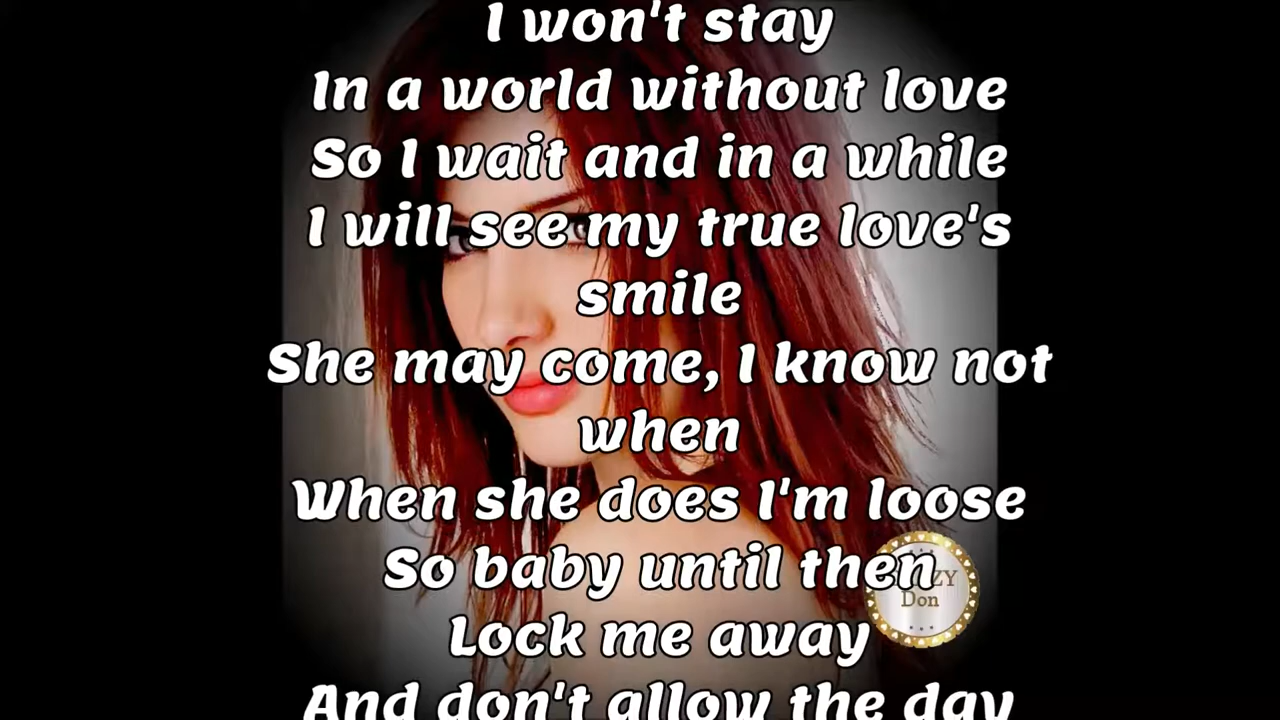 I won't stay
In a world without love
So I wait and in a while
I will see my true love's
smile
She may come, I know not
when
When she does I'm loose
So baby until then
ZY
Don
Lock me away
And don't allow the day